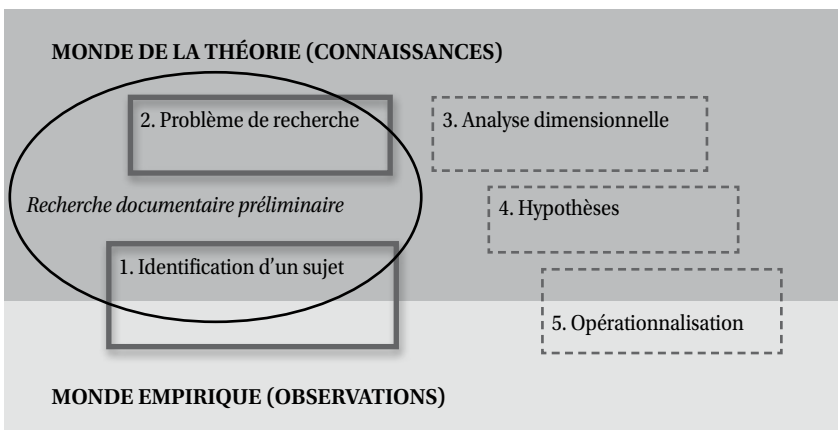 MONDE DE LA THÉORIE (CONNAISSANCES)
2. Problème de recherche
3. Analyse dimensionnelle
Recherche documentaire préliminaire
4. Hypothèses
1. Identification d'un sujet
5. Opérationnalisation
MONDE EMPIRIQUE (OBSERVATIONS)